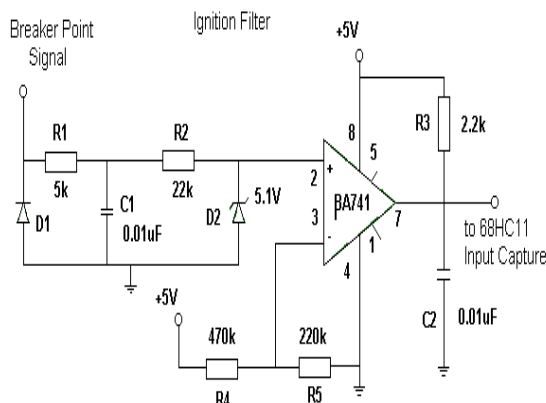 Ignition Filter
Breaker Point
Signal
+5V
R1
R2
R3
2.2k
8
5
5k
22k
2
+
D1
C1
0.01uF
D2
5.1V
3
-
βA741
7
1
4
to 68HC11
Input Capture
+5V
470k
220k
C2
0.01uF
R4
R5